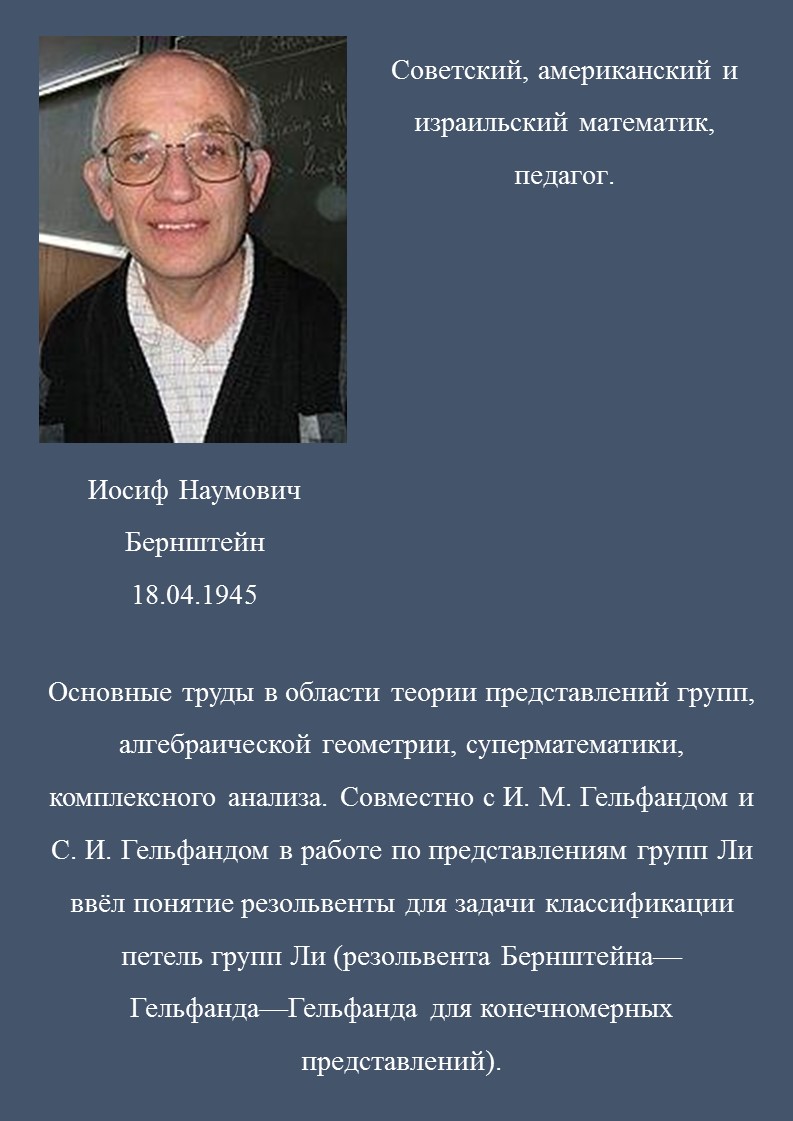 Советский, американский и
израильский математик,
педагог.
Иосиф Наумович
Бернштейн
18.04.1945
Основные труды в области теории представлений групп,
алгебраической геометрии, суперматематики,
комплексного анализа. Совместно с И. М. Гельфандом и
С. И. Гельфандом в работе по представлениям групп Ли
ввёл понятие резольвенты для задачи классификации
петель групп Ли (резольвента Бернштейна—
Гельфанда—Гельфанда для конечномерных
представлений).